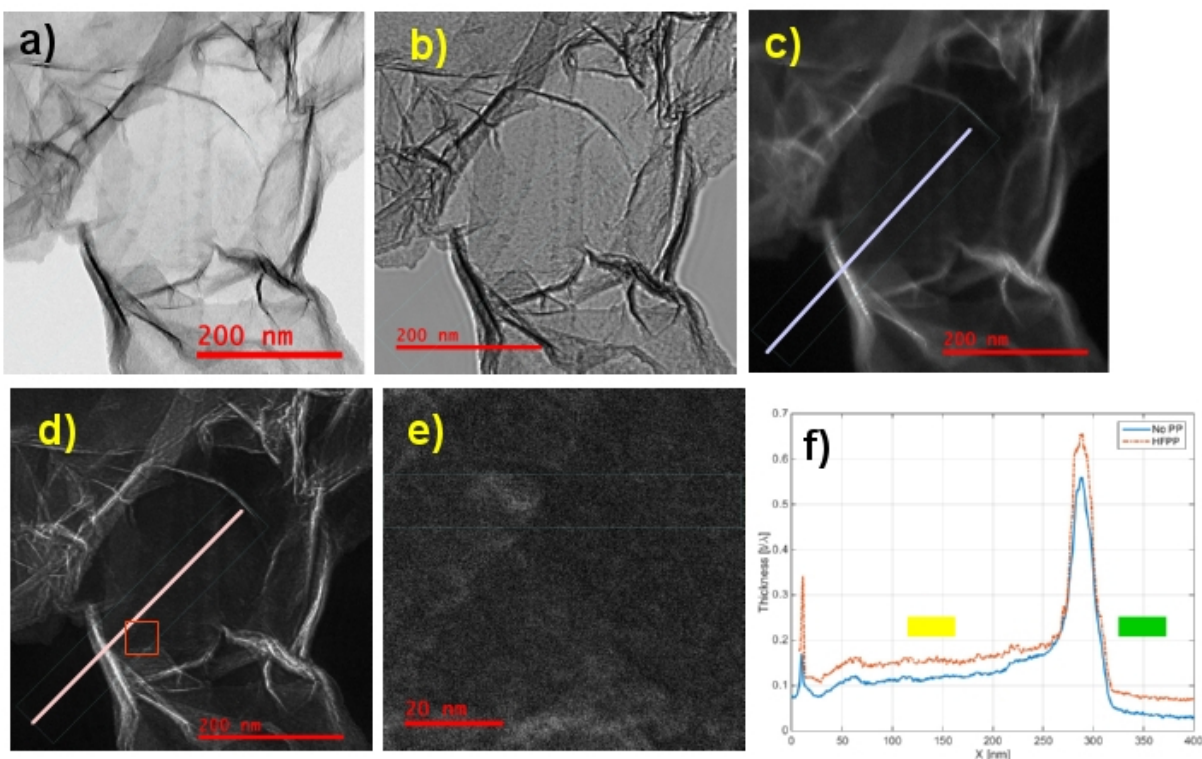 a)
b)
c)
200 nm
200 nm
200 nm
d)
e)
f)
200 nm
20 nm
0.7
0.6
0.5
0.4
0.3
0.2
0.1
0
Thickness [t/λ]
No PP
HFPP
0 50 100 150 200 250 300 350 400
X [nm]